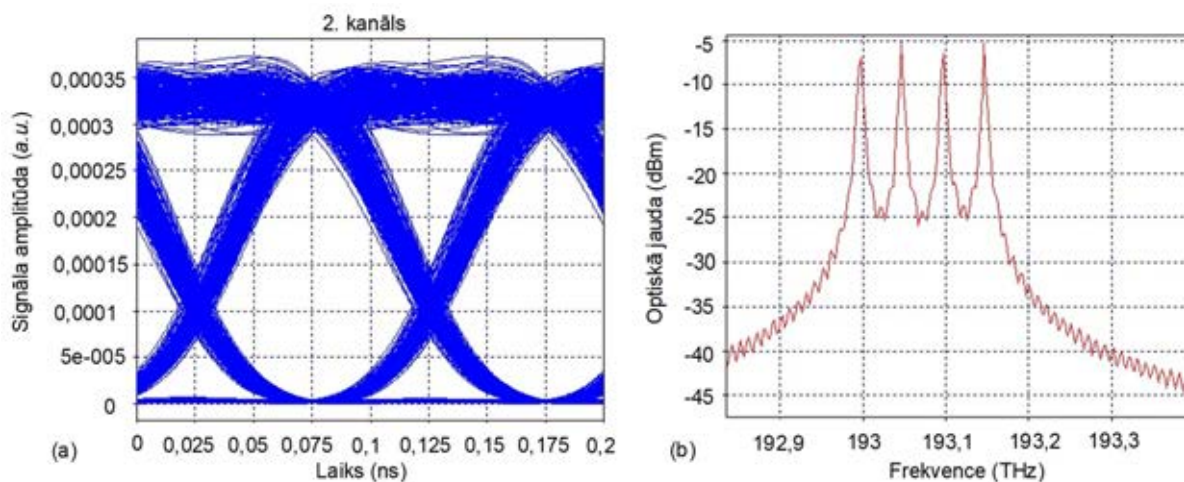 2. kanāls
Signāla amplitūda (a.u.)
0,00035
0,0003
0,00025
0,0002
0,00015
0,0001
5e-005
0
0 0,025 0,05 0,075 0,1 0,125 0,15 0,175 0,2
Laiks (ns)
(a)
Optiskā jauda (dBm)
-5
-10
-15
-20
-25
-30
-35
-40
-45
192,9 193 193,1 193,2 193,3
Frekvence (THz)
(b)